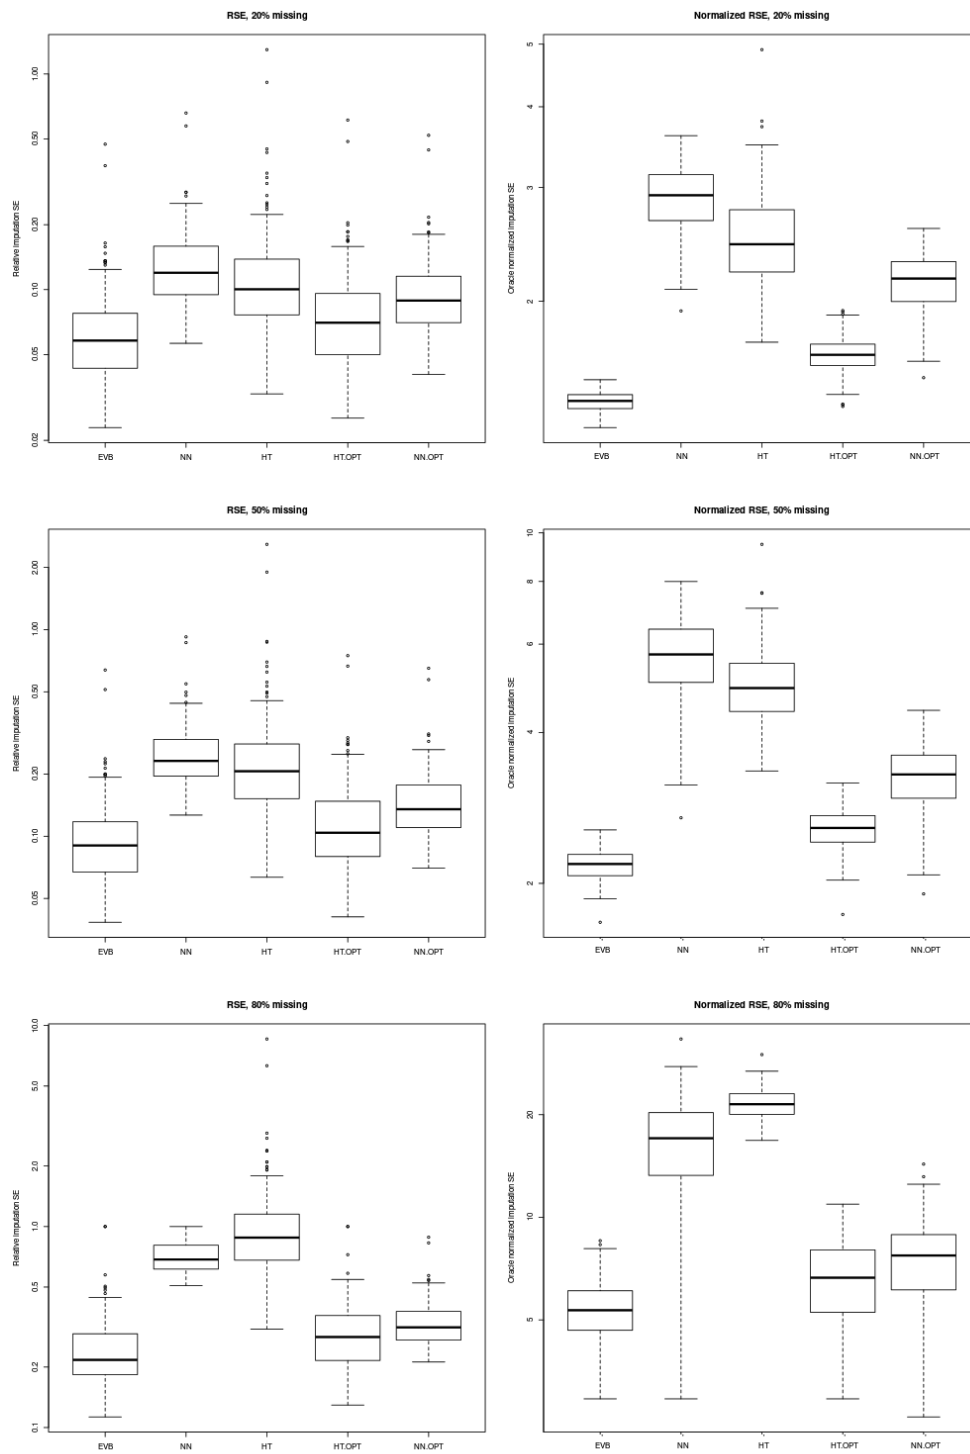 RSE, 20% missing
Relative Imputation SE
1.00
0.50
0.20
0.10
0.05
0.02
EVB NN HT HT.OPT NN.OPT
Normalized RSE, 20% missing
Oracle normalized Imputation SE
5
4
3
2
EVB NN HT HT.OPT NN.OPT
RSE, 50% missing
Relative Imputation SE
2.00
1.00
0.50
0.20
0.10
0.05
EVB NN HT HT.OPT NN.OPT
Normalized RSE, 50% missing
Oracle normalized Imputation SE
10
8
6
4
2
EVB NN HT HT.OPT NN.OPT
RSE, 80% missing
Relative Imputation SE
10.0
5.0
2.0
1.0
0.5
0.2
0.1
EVB NN HT HT.OPT NN.OPT
Normalized RSE, 80% missing
Oracle normalized Imputation SE
20
10
5
EVB NN HT HT.OPT NN.OPT